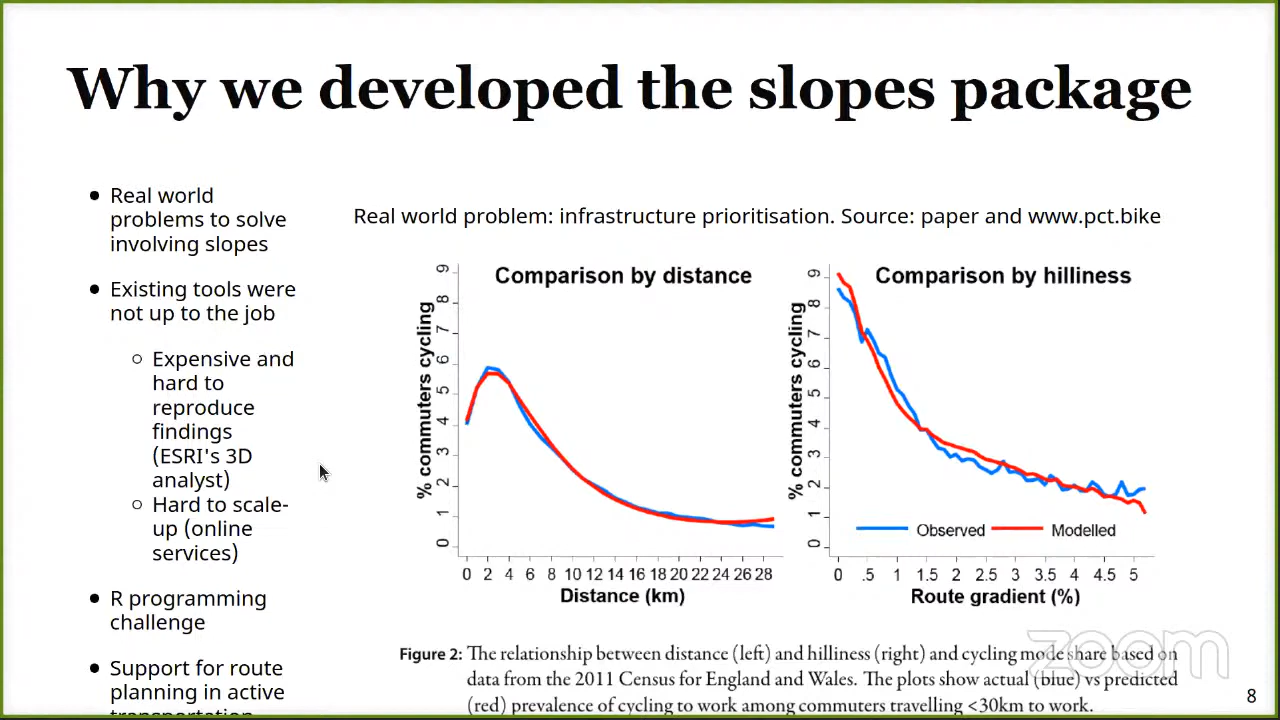 Why we developed the slopes package
Real world
problems to solve
involving slopes
Existing tools were
not up to the job
Expensive and
hard to
reproduce
findings
(ESRI's 3D
analyst)
Hard to scale-
up (online
services)
R programming
challenge
Support for route
planning in active
transportation
Real world problem: infrastructure prioritisation. Source: paper and www.pct.bike
Comparison by distance
% commuters cycling
9
8
7
6
5
4
3
2
1
0
0 2 4 6 8 10 12 14 16 18 20 22 24 26 28
Distance (km)
Comparison by hilliness
% commuters cycling
9
8
7
6
5
4
3
2
1
0
Observed Modelled
0 .5 1 1.5 2 2.5 3 3.5 4 4.5 5
Route gradient (%)
Figure 2: The relationship between distance (left) and hilliness (right) and cycling mode share based on
data from the 2011 Census for England and Wales. The plots show actual (blue) vs predicted
(red) prevalence of cycling to work among commuters travelling <30km to work.
zoom
8